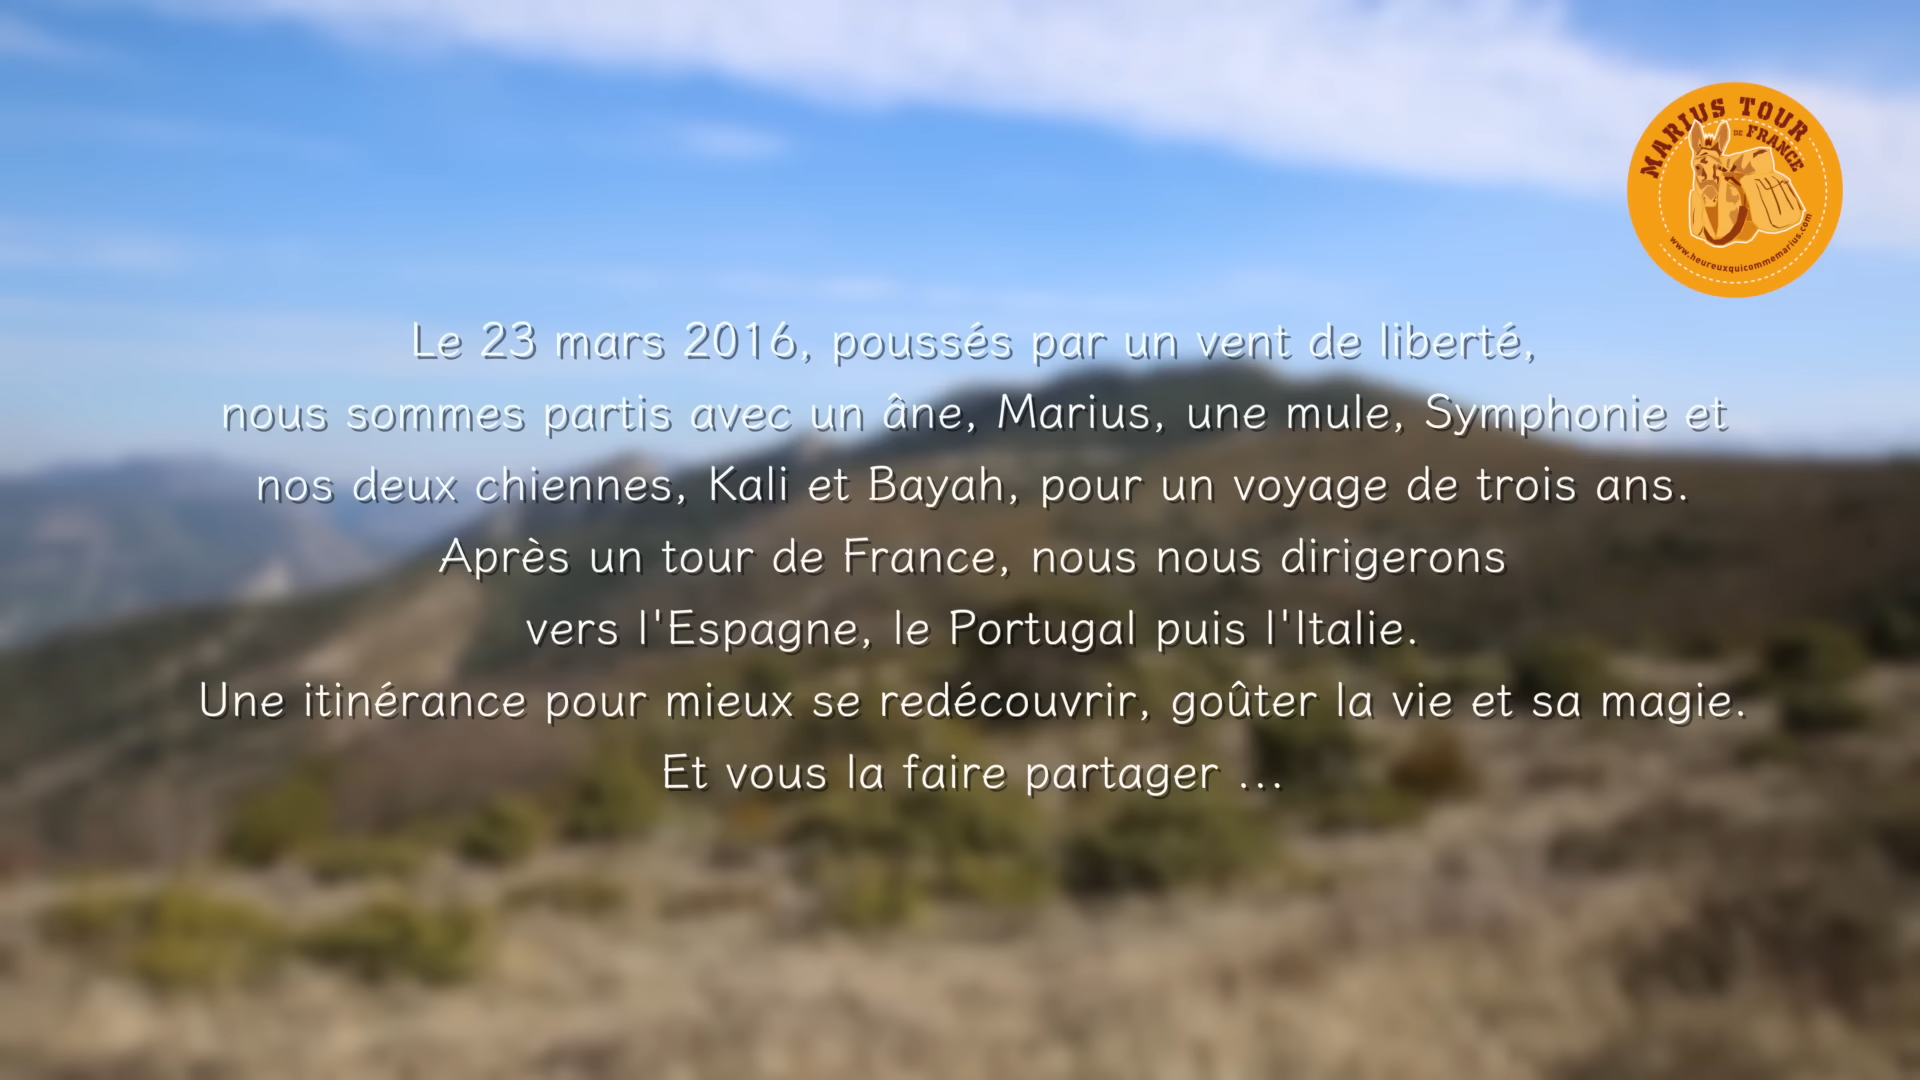 MARIUS TOUR
DE FRANCE
www.heureuxquicommemarius.com
Le 23 mars 2016, poussés par un vent de liberté,
nous sommes partis avec un âne, Marius, une mule, Symphonie et
nos deux chiennes, Kali et Bayah, pour un voyage de trois ans.
Après un tour de France, nous nous dirigerons
vers l'Espagne, le Portugal puis l'Italie.
Une itinérance pour mieux se redécouvrir, goûter la vie et sa magie.
Et vous la faire partager ...